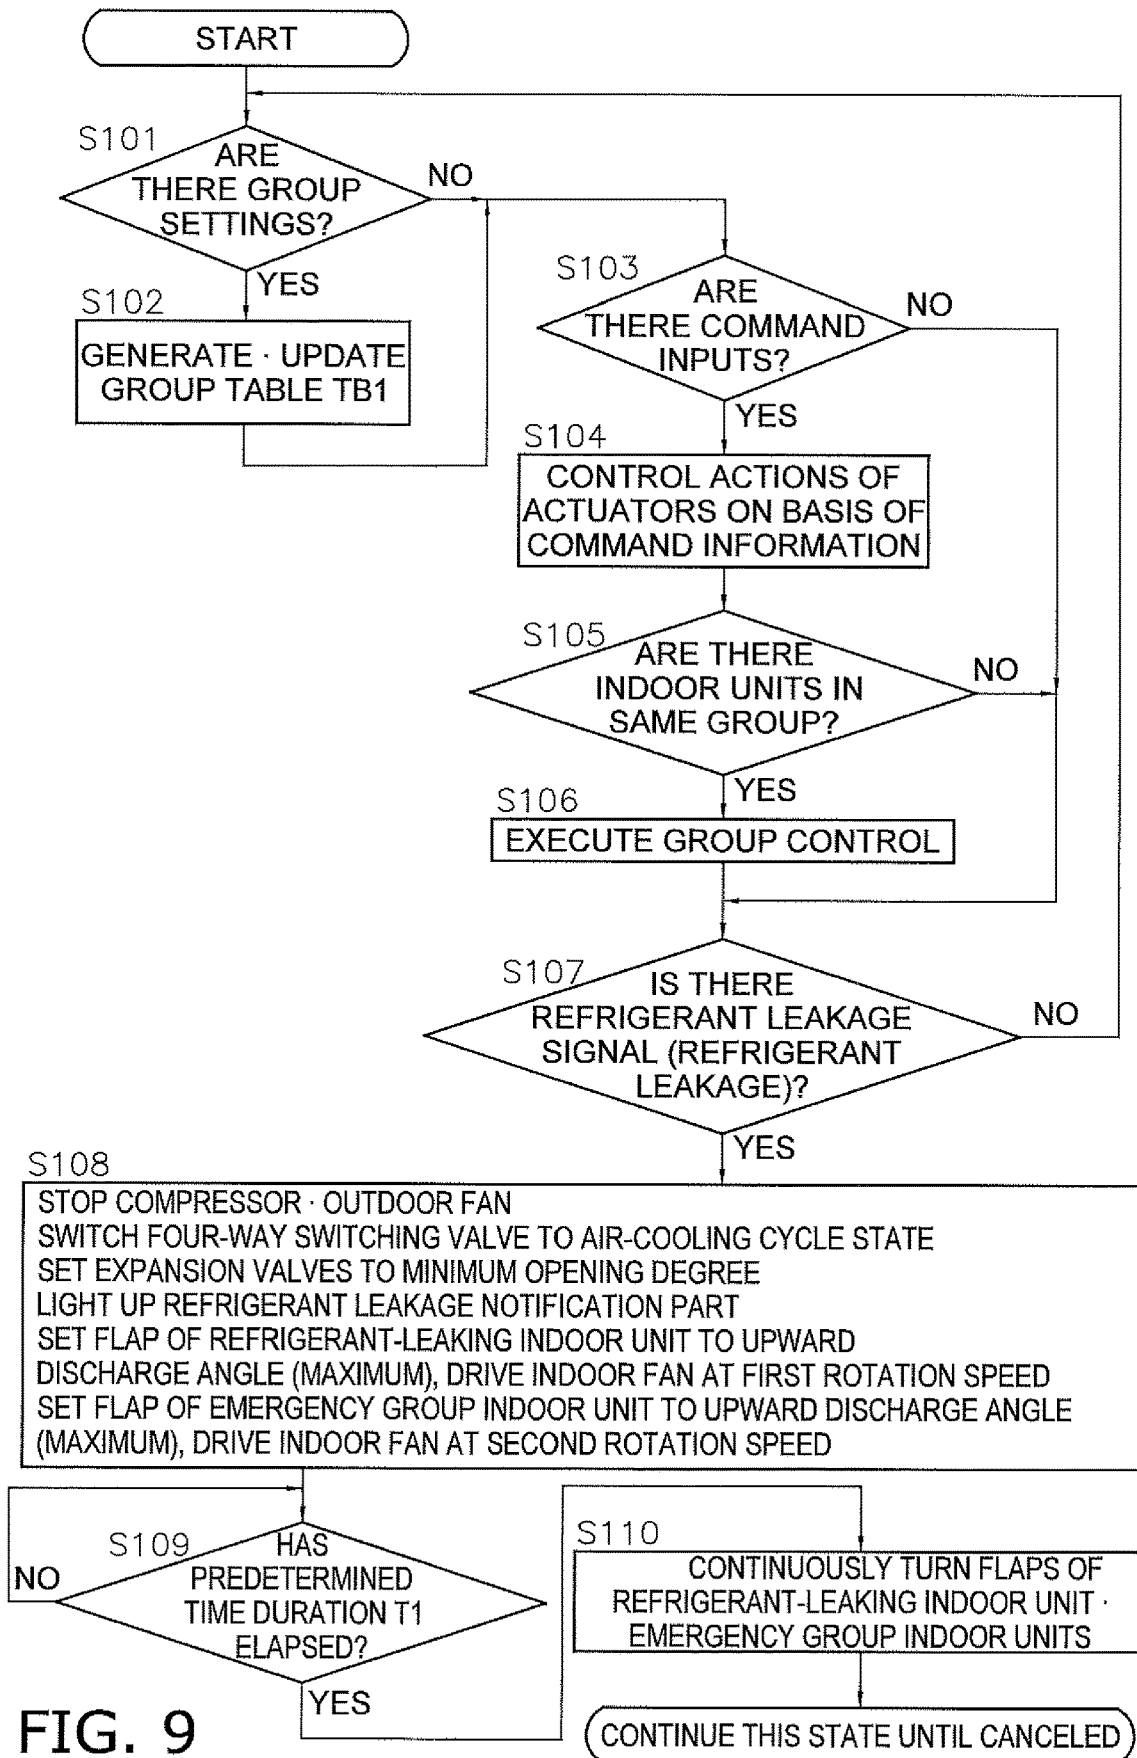 START
S101
ARE
THERE GROUP
SETTINGS?
NO
YES
S102
GENERATE · UPDATE
GROUP TABLE TB1
S103
ARE
THERE COMMAND
INPUTS?
NO
YES
S104
CONTROL ACTIONS OF
ACTUATORS ON BASIS OF
COMMAND INFORMATION
S105
ARE THERE
INDOOR UNITS IN
SAME GROUP?
NO
YES
S106
EXECUTE GROUP CONTROL
S107
IS THERE
REFRIGERANT LEAKAGE
SIGNAL (REFRIGERANT
LEAKAGE)?
NO
YES
S108
STOP COMPRESSOR · OUTDOOR FAN
SWITCH FOUR-WAY SWITCHING VALVE TO AIR-COOLING CYCLE STATE
SET EXPANSION VALVES TO MINIMUM OPENING DEGREE
LIGHT UP REFRIGERANT LEAKAGE NOTIFICATION PART
SET FLAP OF REFRIGERANT-LEAKING INDOOR UNIT TO UPWARD
DISCHARGE ANGLE (MAXIMUM), DRIVE INDOOR FAN AT FIRST ROTATION SPEED
SET FLAP OF EMERGENCY GROUP INDOOR UNIT TO UPWARD DISCHARGE ANGLE
(MAXIMUM), DRIVE INDOOR FAN AT SECOND ROTATION SPEED
S109
HAS
PREDETERMINED
TIME DURATION T1
ELAPSED?
NO
YES
S110
CONTINUOUSLY TURN FLAPS OF
REFRIGERANT-LEAKING INDOOR UNIT ·
EMERGENCY GROUP INDOOR UNITS
CONTINUE THIS STATE UNTIL CANCELED
FIG. 9